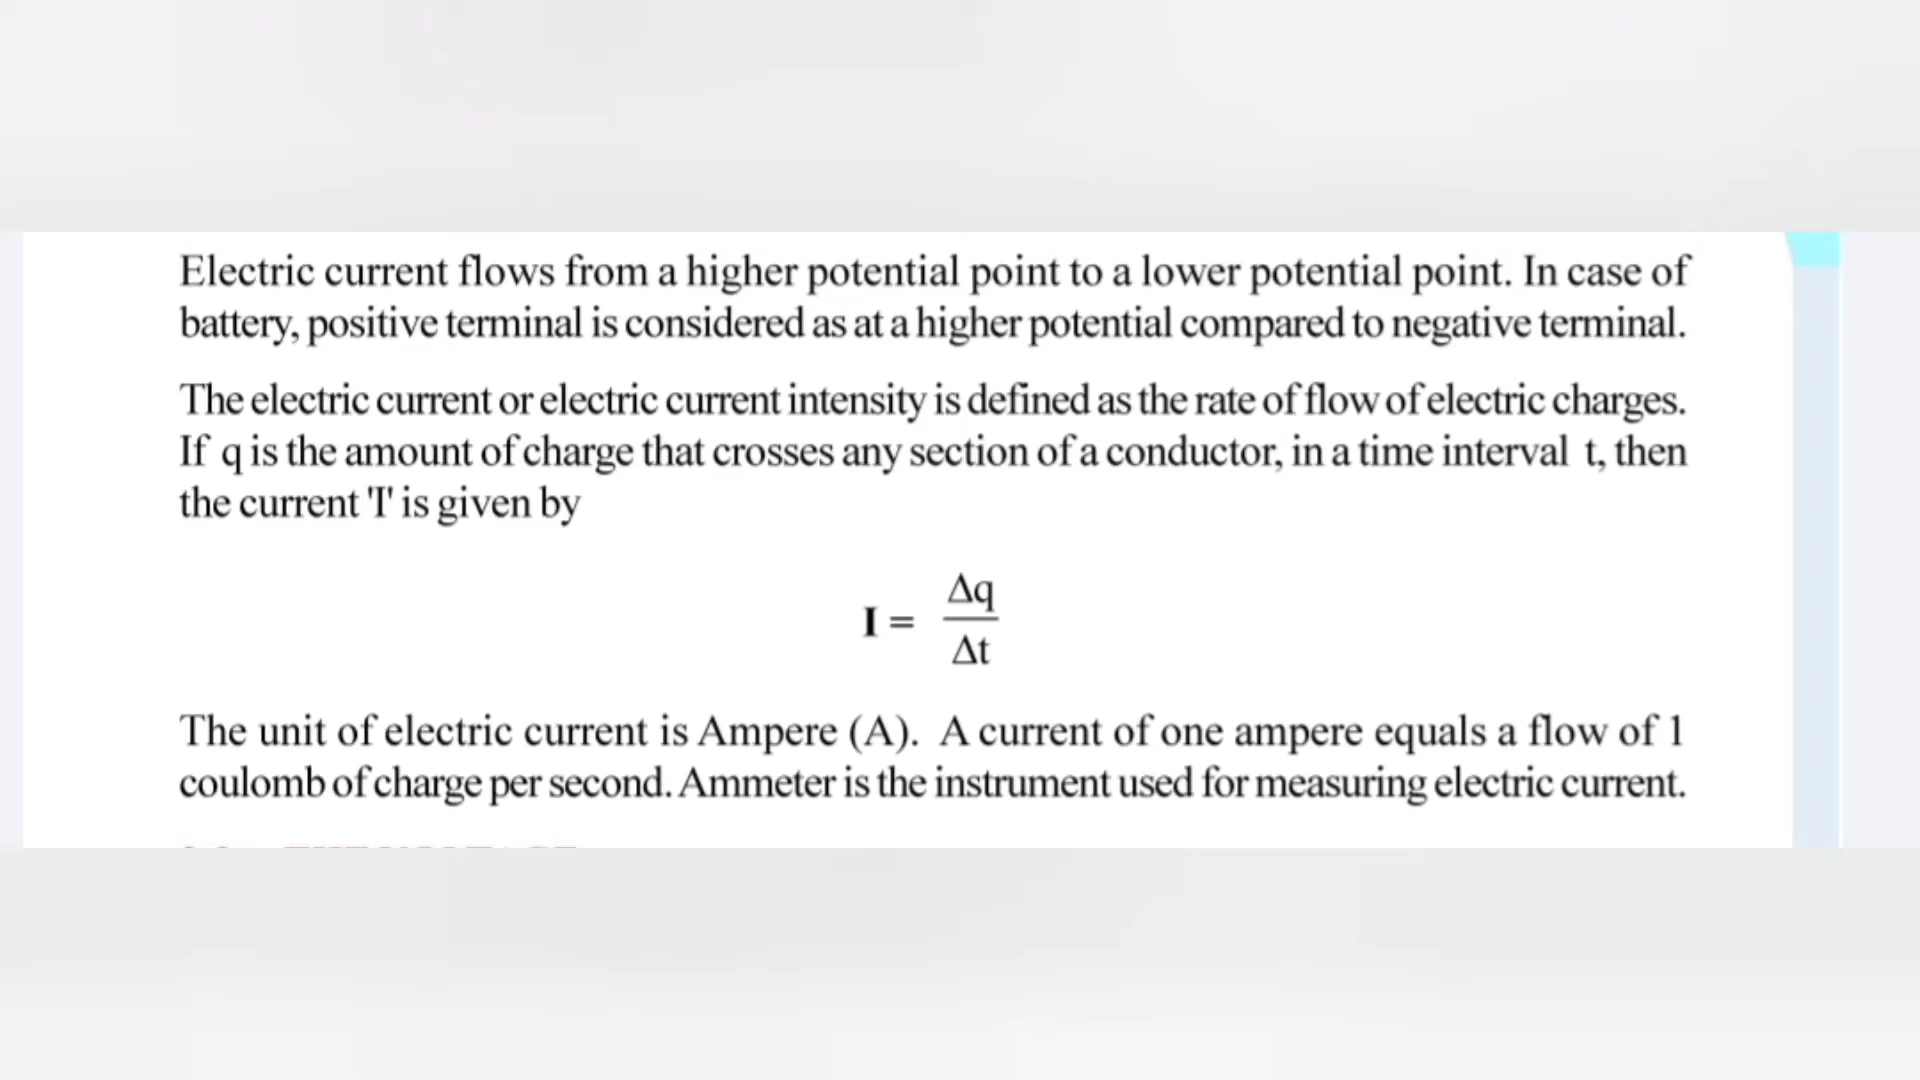 Electric current flows from a higher potential point to a lower potential point. In case of
battery, positive terminal is considered as at a higher potential compared to negative terminal.
The electric current or electric current intensity is defined as the rate of flow of electric charges.
If q is the amount of charge that crosses any section of a conductor, in a time interval t, then
the current 'I' is given by
I = Δq
Δt
The unit of electric current is Ampere (A). A current of one ampere equals a flow of 1
coulomb of charge per second. Ammeter is the instrument used for measuring electric current.